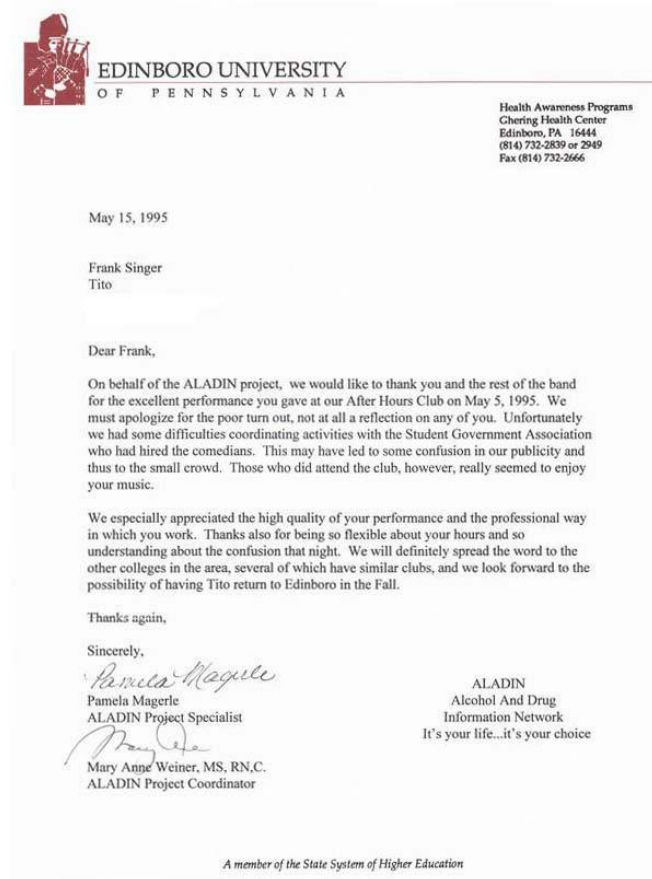 EDINBORO UNIVERSITY
OF PENNSYLVANIA
Health Awareness Programs
Ghering Health Center
Edinboro, PA 16444
(814) 732-2839 or 2949
Fax (814) 732-2666
May 15, 1995
Frank Singer
Tito
Dear Frank,
On behalf of the ALADIN project, we would like to thank you and the rest of the band
for the excellent performance you gave at our After Hours Club on May 5, 1995. We
must apologize for the poor turn out, not at all a reflection on any of you. Unfortunately
we had some difficulties coordinating activities with the Student Government Association
who had hired the comedians. This may have led to some confusion in our publicity and
thus to the small crowd. Those who did attend the club, however, really seemed to enjoy
your music.
We especially appreciated the high quality of your performance and the professional way
in which you work. Thanks also for being so flexible about your hours and so
understanding about the confusion that night. We will definitely spread the word to the
other colleges in the area, several of which have similar clubs, and we look forward to the
possibility of having Tito return to Edinboro in the Fall.
Thanks again,
Sincerely,
Pamela Magerle
Pamela Magerle
ALADIN Project Specialist
Mary Anne Weiner, MS, RN,C.
ALADIN Project Coordinator
ALADIN
Alcohol And Drug
Information Network
It's your life...it's your choice
A member of the State System of Higher Education